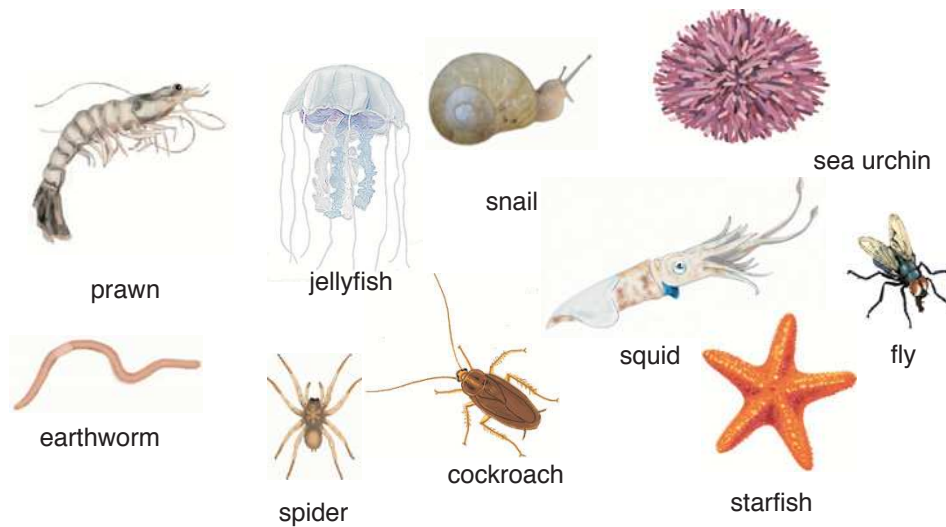 sea urchin
snail
jellyfish
prawn
squid
fly
earthworm
cockroach
starfish
spider